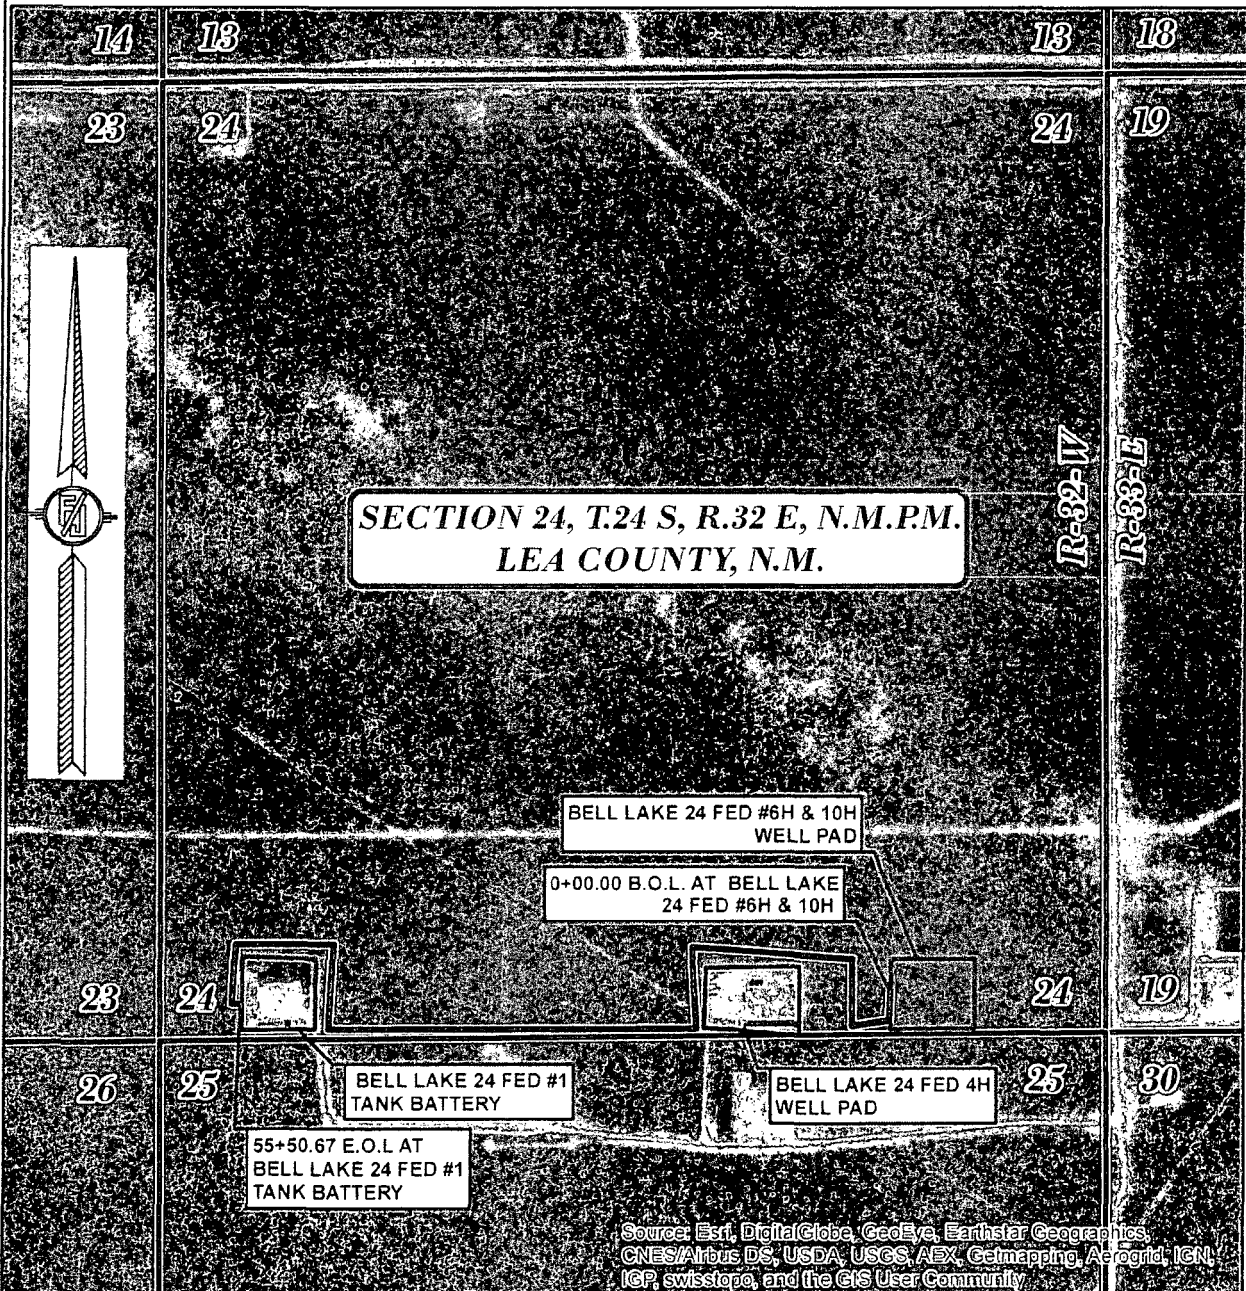 14 13 13 18
23 24 24 19
R-32-W
R-33-E
SECTION 24, T.24 S, R.32 E, N.M.P.M.
LEA COUNTY, N.M.
BELL LAKE 24 FED #6H & 10H
WELL PAD
0+00.00 B.O.L. AT BELL LAKE
24 FED #6H & 10H
23 24 24 19
26 25 25 30
BELL LAKE 24 FED #1
TANK BATTERY
BELL LAKE 24 FED 4H
WELL PAD
55+50.67 E.O.L AT
BELL LAKE 24 FED #1
TANK BATTERY
Source: Esri, DigitalGlobe, GeoEye, Earthstar Geographics,
CNES/Airbus DS, USDA, USGS, AEX, Getmapping, Aerogrid, IGN,
IGP, swisstopo, and the GIS User Community